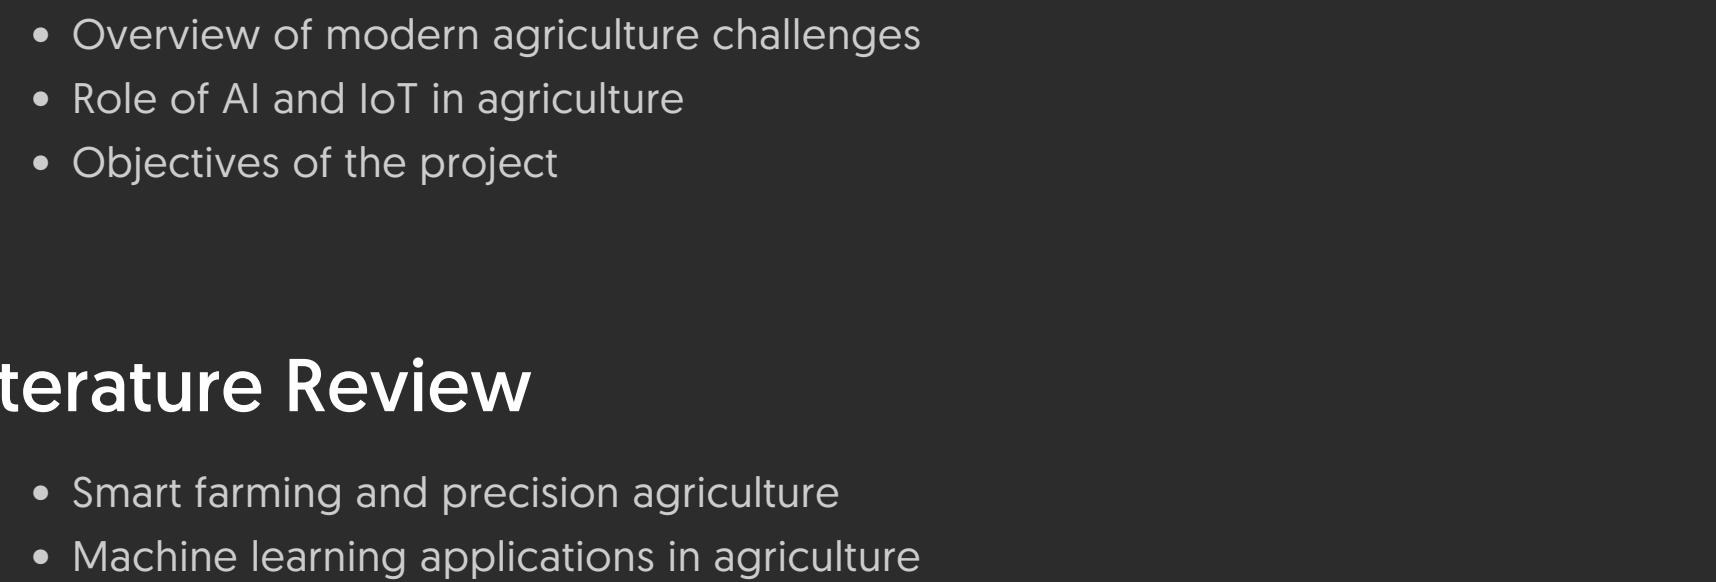 • Overview of modern agriculture challenges
• Role of AI and IoT in agriculture
• Objectives of the project
terature Review
• Smart farming and precision agriculture
• Machine learning applications in agriculture